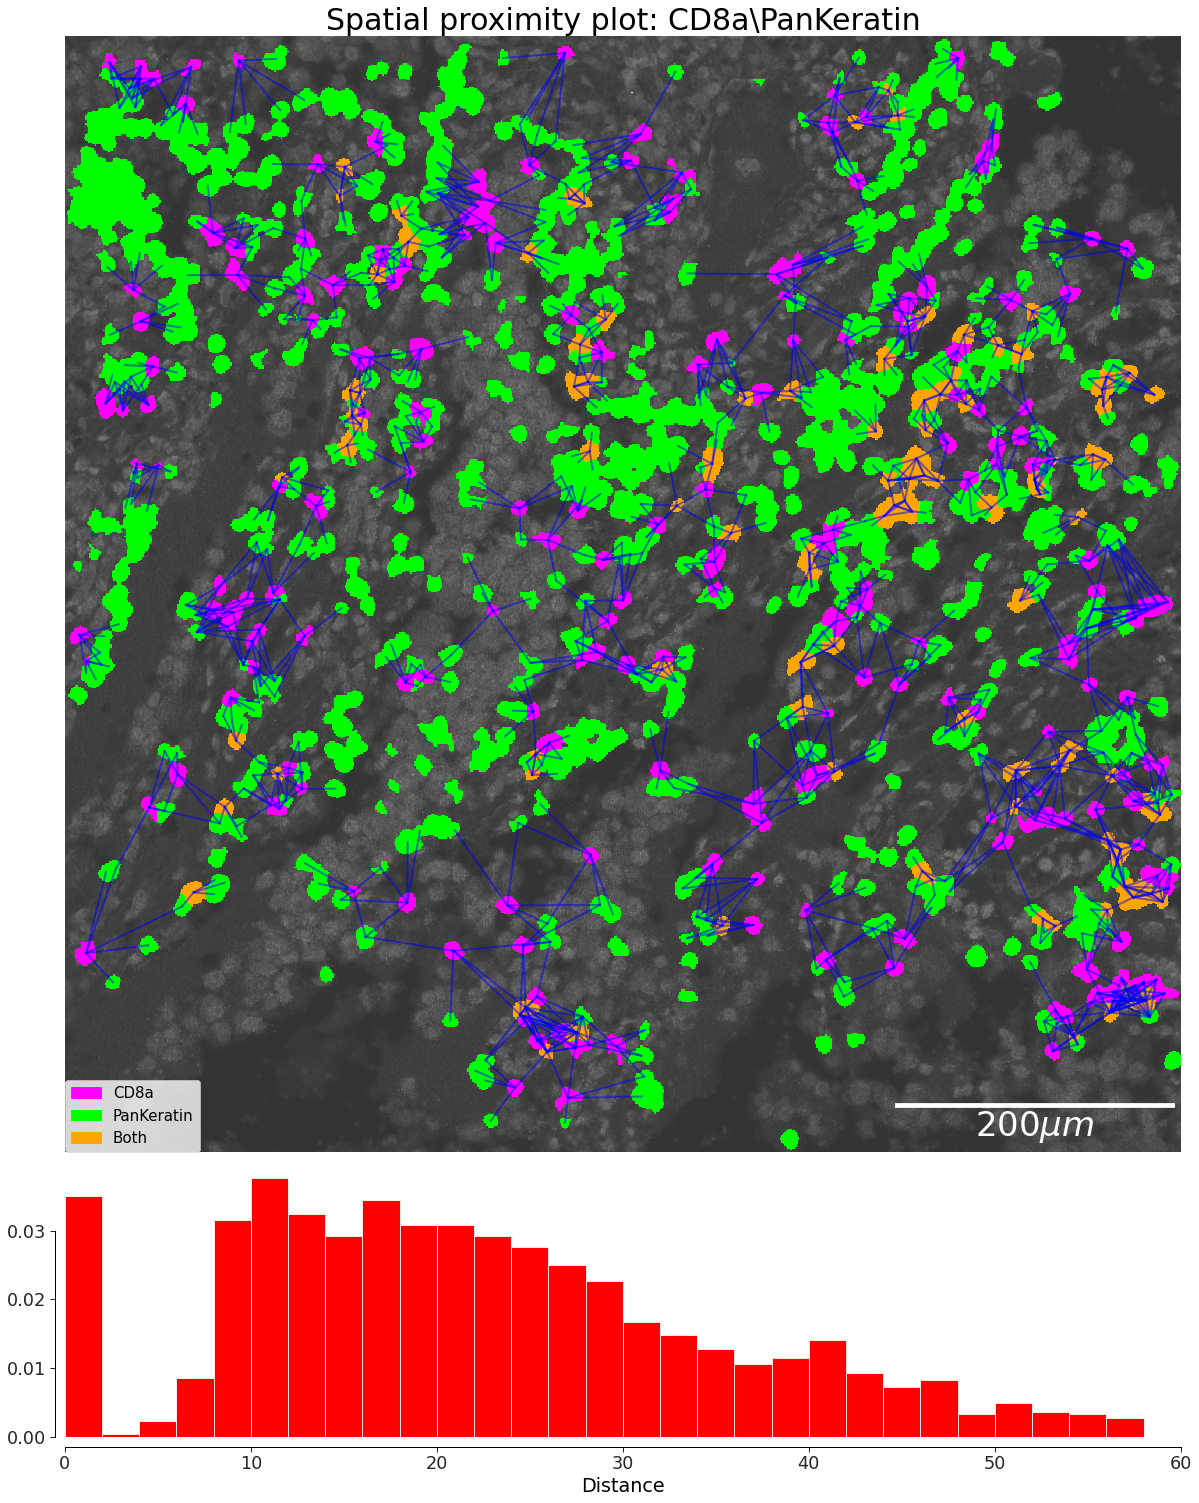 Spatial proximity plot: CD8a\PanKeratin
CD8a
PanKeratin
Both
200μm
0.03
0.02
0.01
0.00
0 10 20 30 40 50 60
Distance